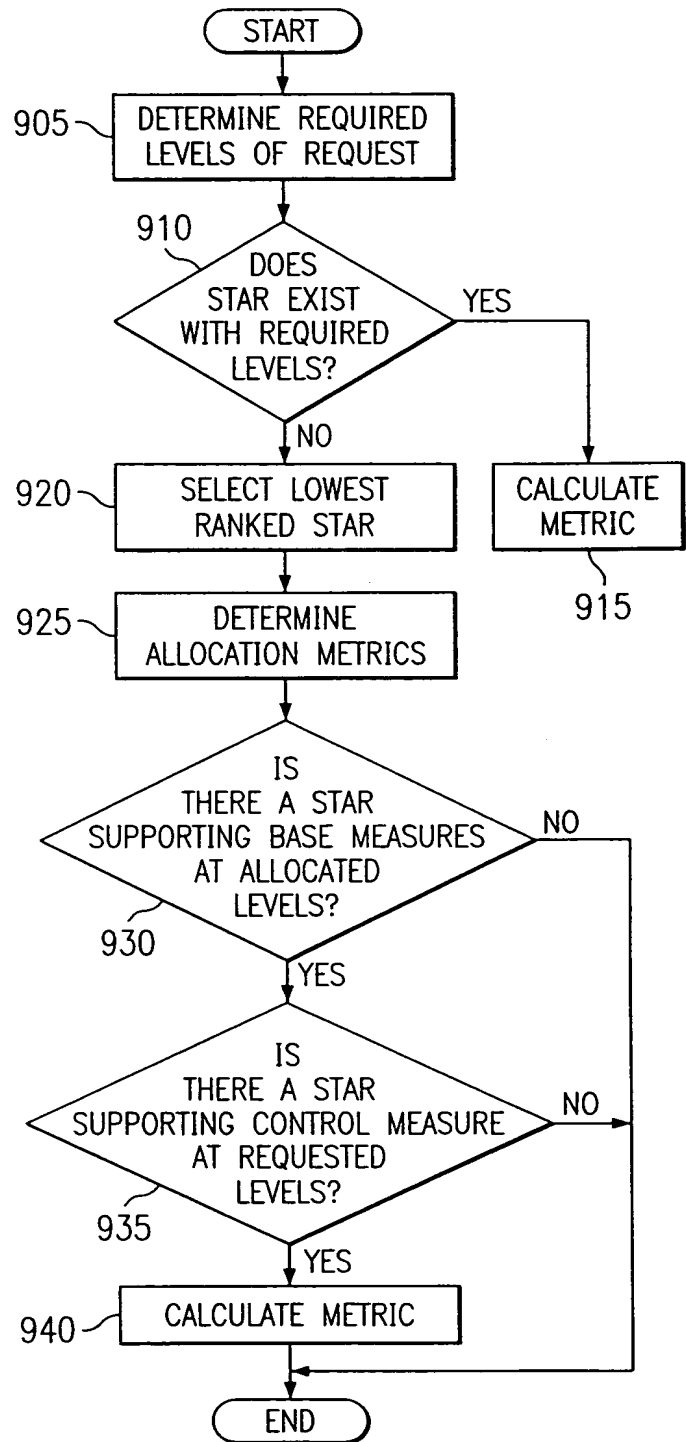 START
905
DETERMINE REQUIRED
LEVELS OF REQUEST
910
DOES
STAR EXIST
WITH REQUIRED
LEVELS?
YES
NO
920
SELECT LOWEST
RANKED STAR
CALCULATE
METRIC
915
925
DETERMINE
ALLOCATION METRICS
IS
THERE A STAR
SUPPORTING BASE MEASURES
AT ALLOCATED
LEVELS?
NO
930
YES
IS
THERE A STAR
SUPPORTING CONTROL MEASURE
AT REQUESTED
LEVELS?
NO
935
YES
940
CALCULATE METRIC
END